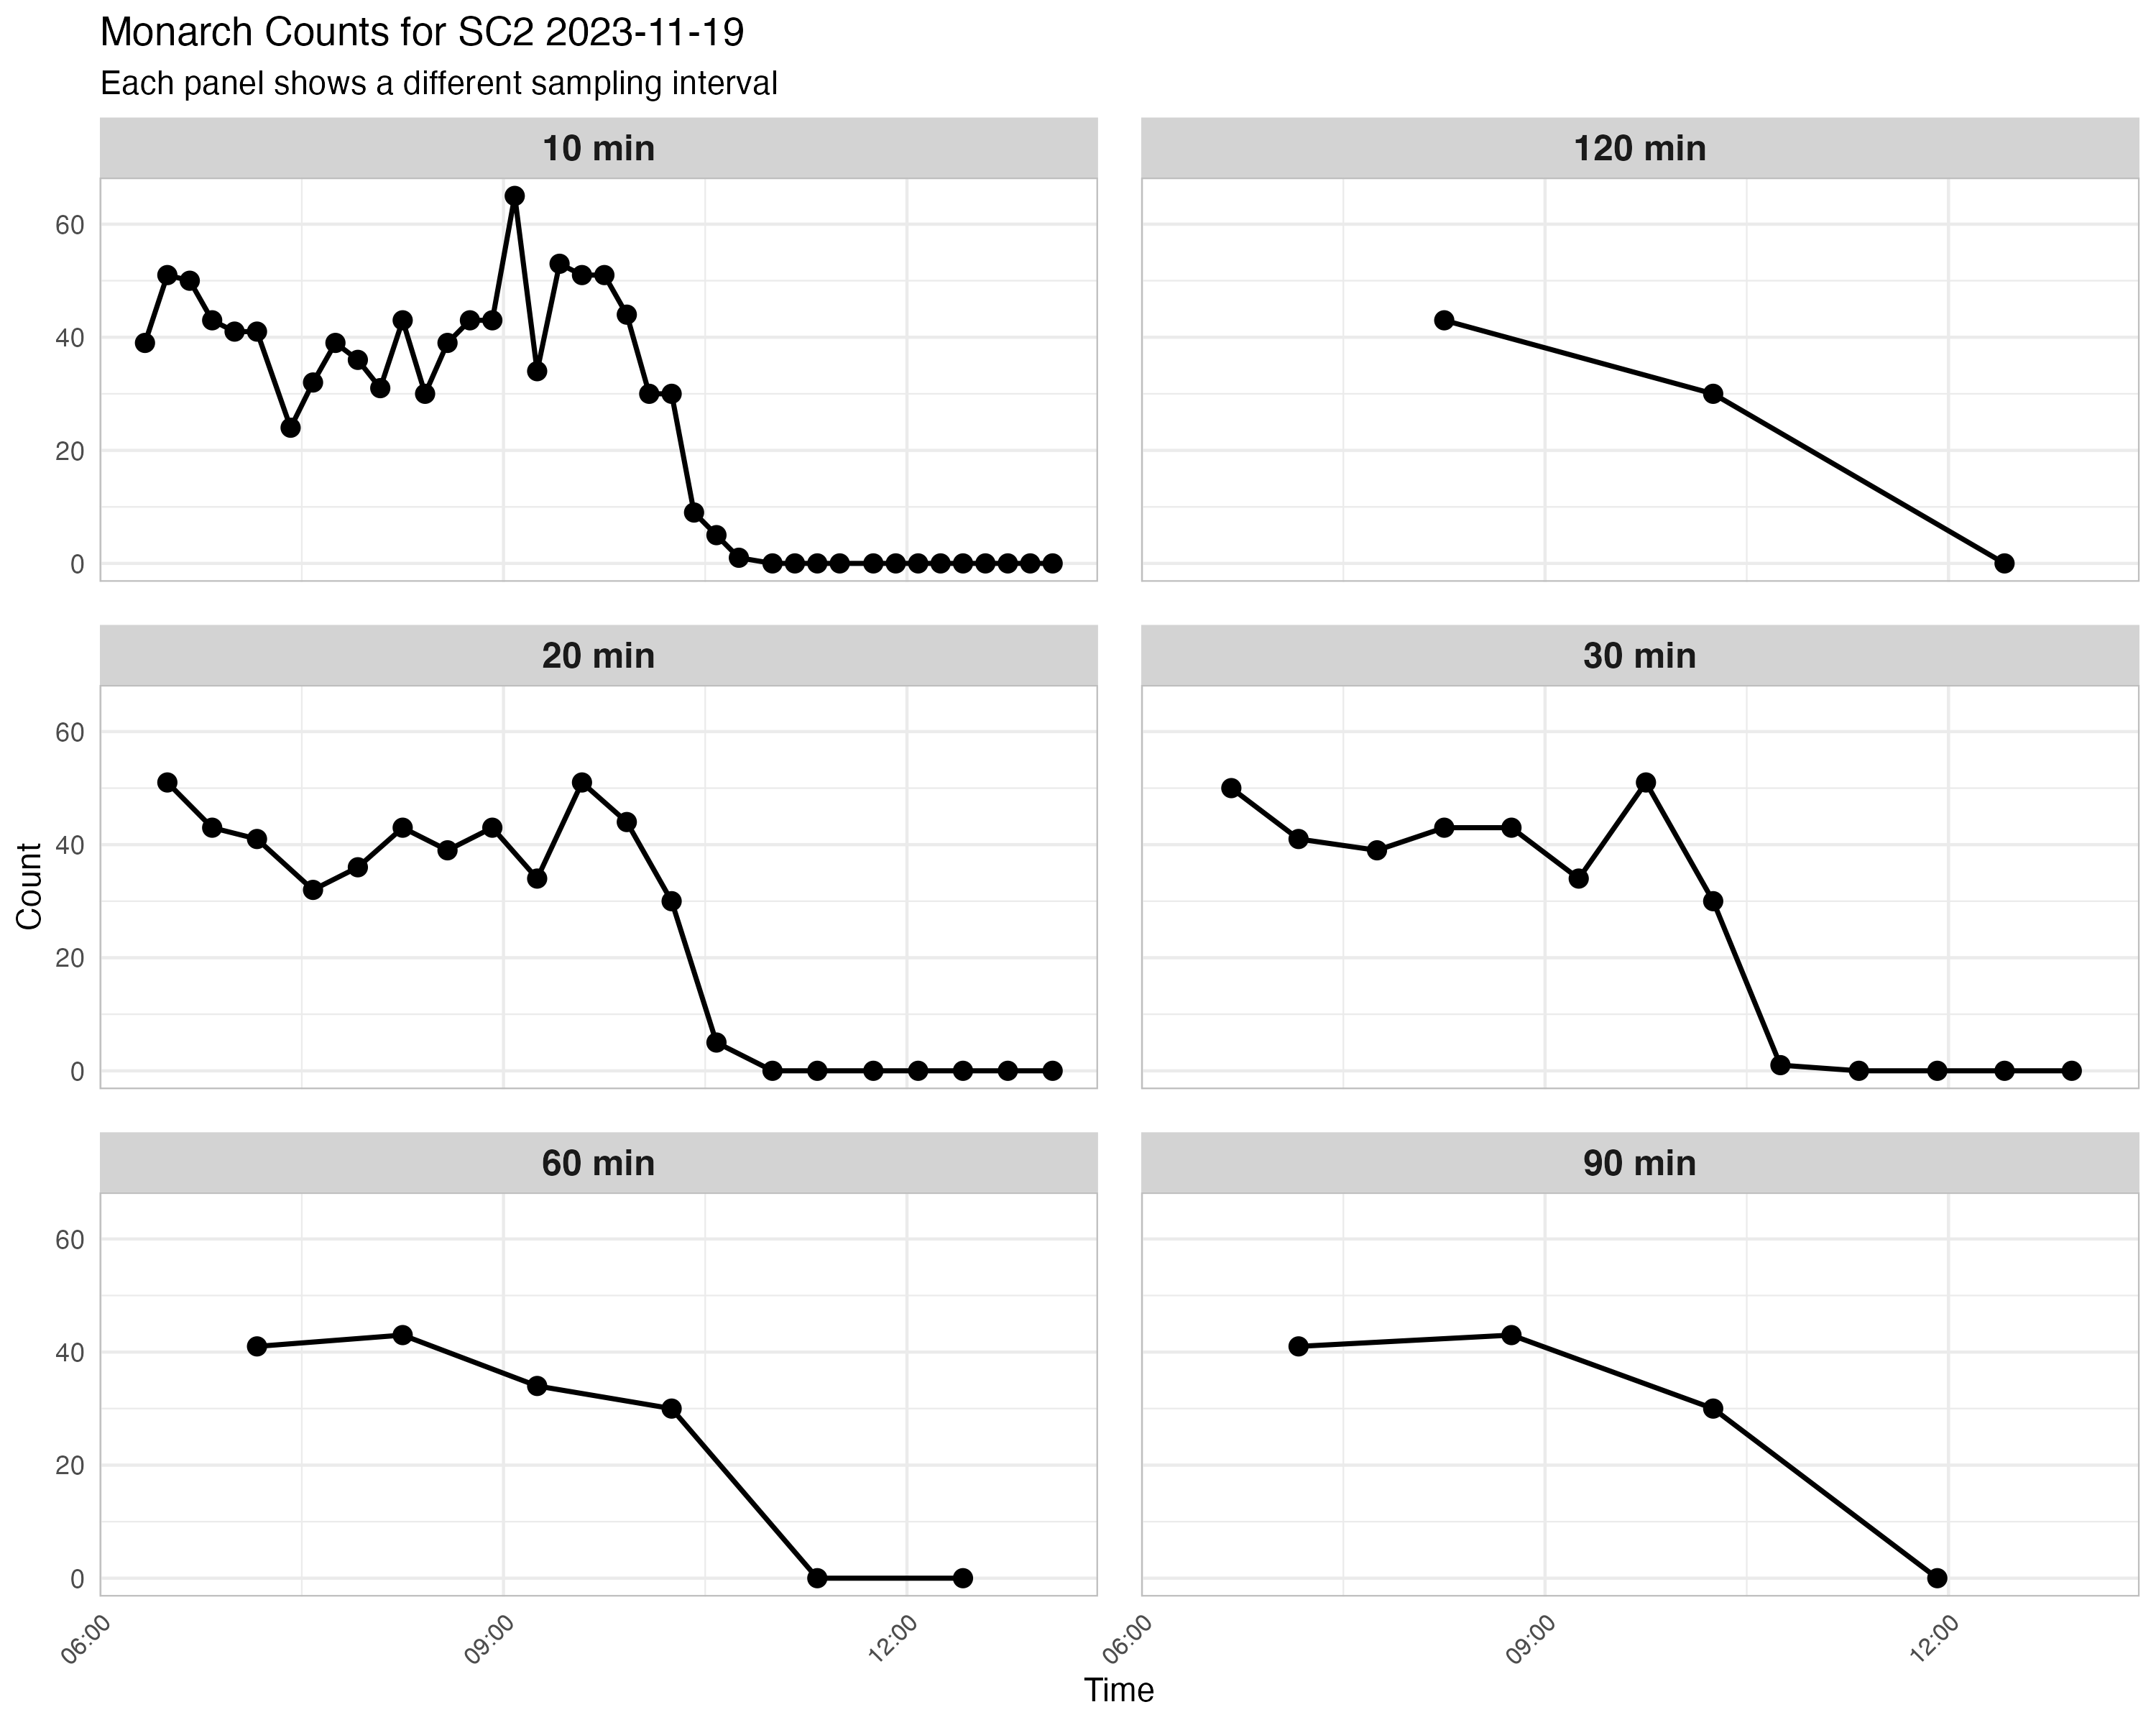 Monarch Counts for SC2 2023-11-19
Each panel shows a different sampling interval
10 min
120 min
60
40
20
0
20 min
30 min
60
40
20
0
60 min
90 min
60
40
20
0
Count
06:00
09:00
12:00
06:00
09:00
12:00
Time